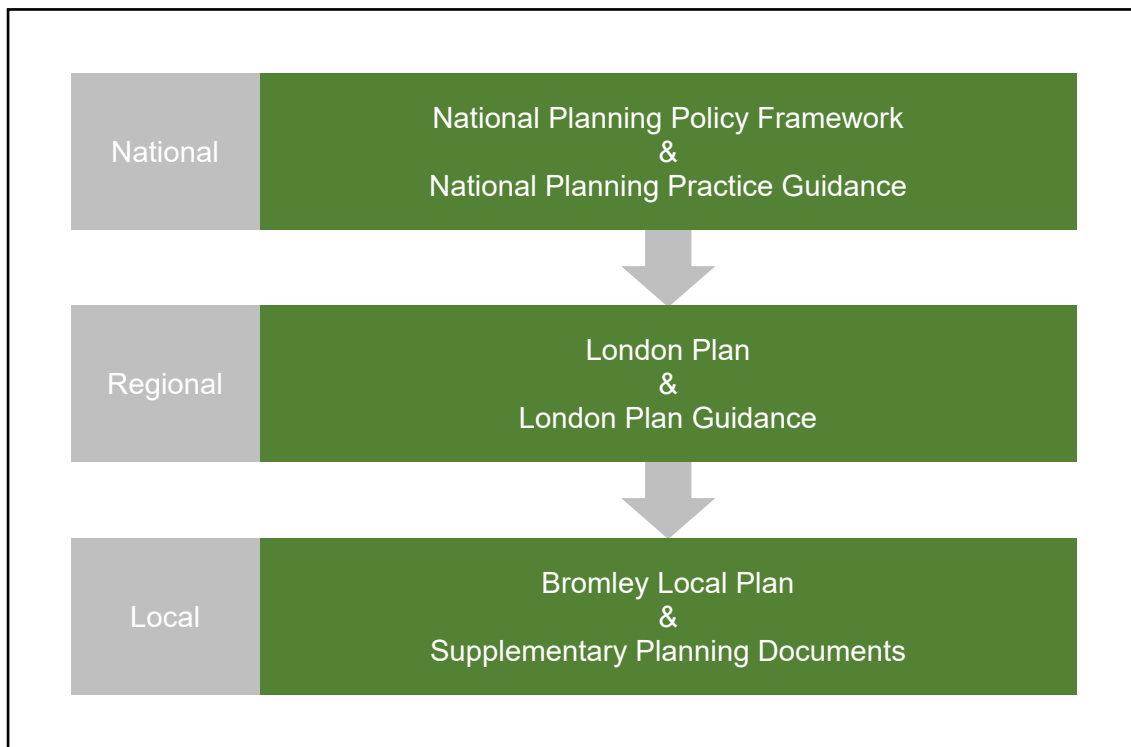 National
National Planning Policy Framework
&
National Planning Practice Guidance
Regional
London Plan
&
London Plan Guidance
Local
Bromley Local Plan
&
Supplementary Planning Documents